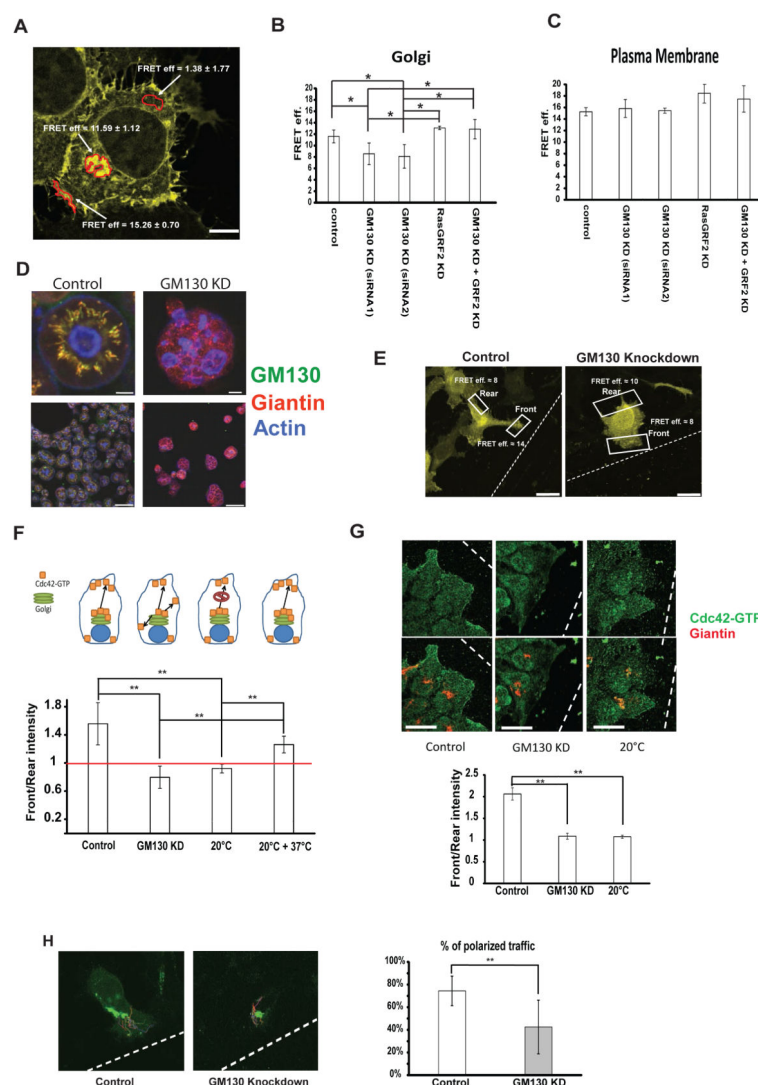 A
FRET eff = 1.38 ± 1.77
FRET eff = 11.59 ± 1.12
FRET eff = 15.26 ± 0.70
B
Golgi
FRET eff.
20
18
16
14
12
10
8
6
4
2
0
* *
* *
* *
control
GM130 KD (siRNA1)
GM130 KD (siRNA2)
RasGRF2 KD
GM130 KD + GRF2 KD
C
Plasma Membrane
FRET eff.
20
18
16
14
12
10
8
6
4
2
0
control
GM130 KD (siRNA1)
GM130 KD (siRNA2)
RasGRF2 KD
GM130 KD + GRF2 KD
D
Control
GM130 KD
GM130
Giantin
Actin
E
Control
GM130 Knockdown
FRET eff. = 8
Rear
Front
FRET eff. = 14
FRET eff. = 10
Rear
FRET eff. = 8
Front
F
Cdc42-GTP
Golgi
Front/Rear intensity
1.8
1.4
1
0.6
0.2
**
**
**
**
Control
GM130 KD
20°C
20°C + 37°C
G
Cdc42-GTP
Giantin
Control
GM130 KD
20°C
Front/Rear intensity
2.5
2
1.5
1
0.5
0
**
**
Control
GM130 KD
20°C
H
Control
GM130 Knockdown
% of polarized traffic
100%
80%
60%
40%
20%
0%
**
Control
GM130 KD